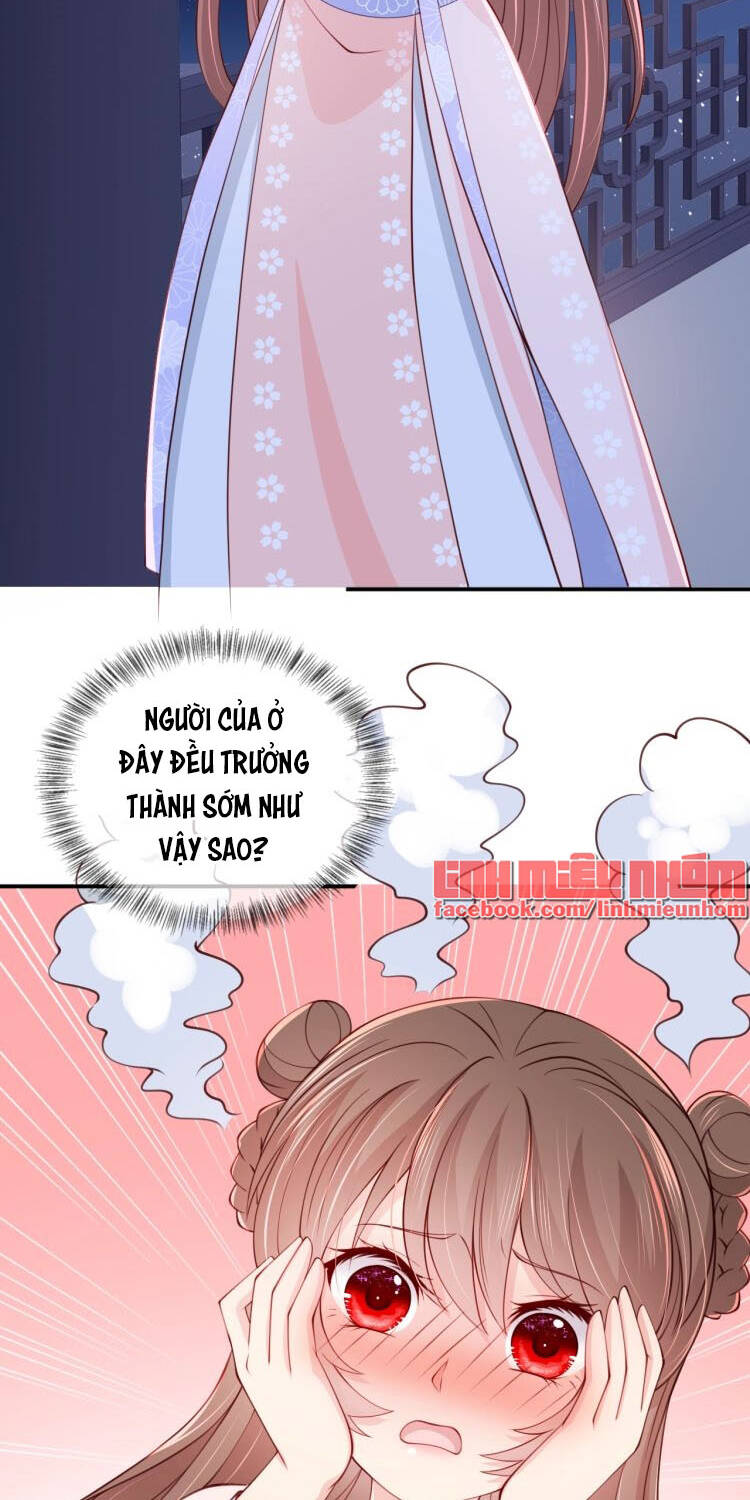 NGƯỜI CỦA Ở
ĐÂY ĐỀU TRƯỞNG
THÀNH SỚM NHƯ
VẬY SAO?
LINH MIÊU NHÓM
facebook.com/linhmieunhom